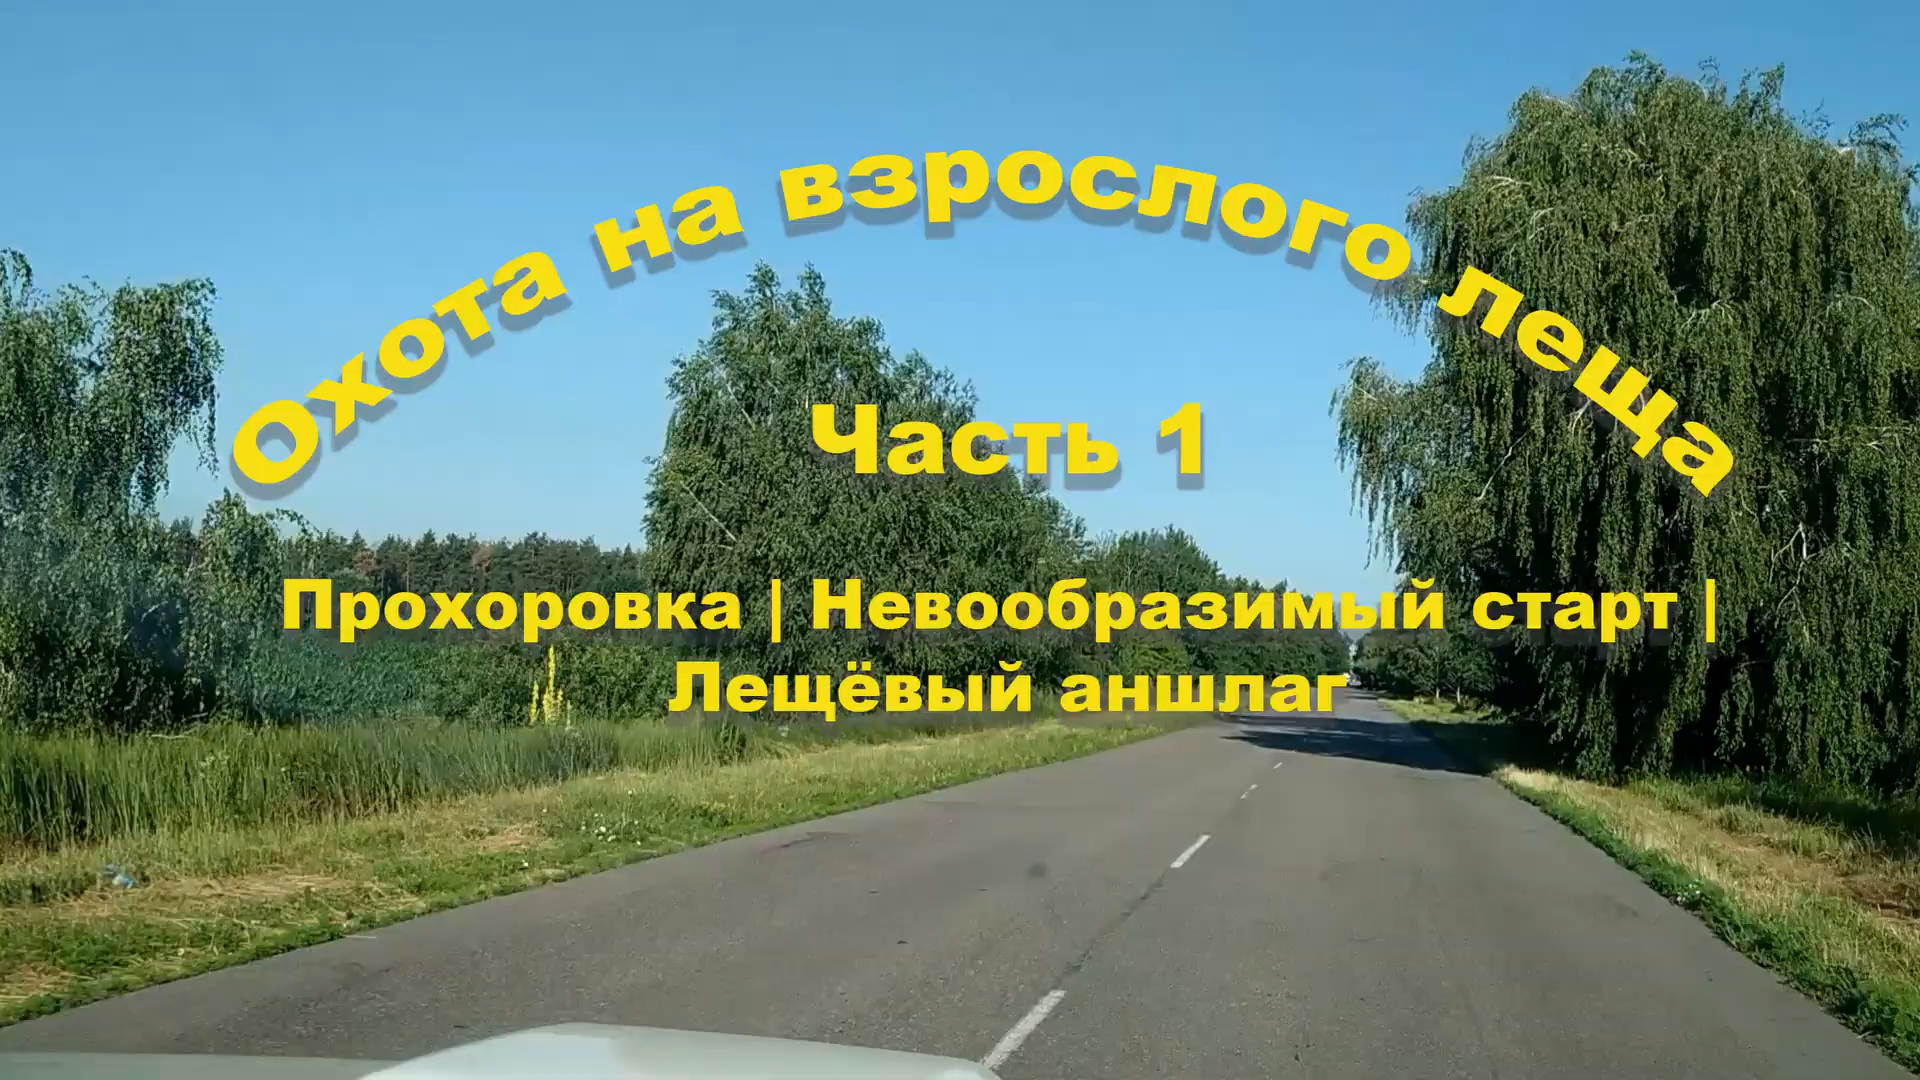 Охота на взрослого леща
Часть 1
Прохоровка | Невообразимый старт |
Лещёвый аншлаг